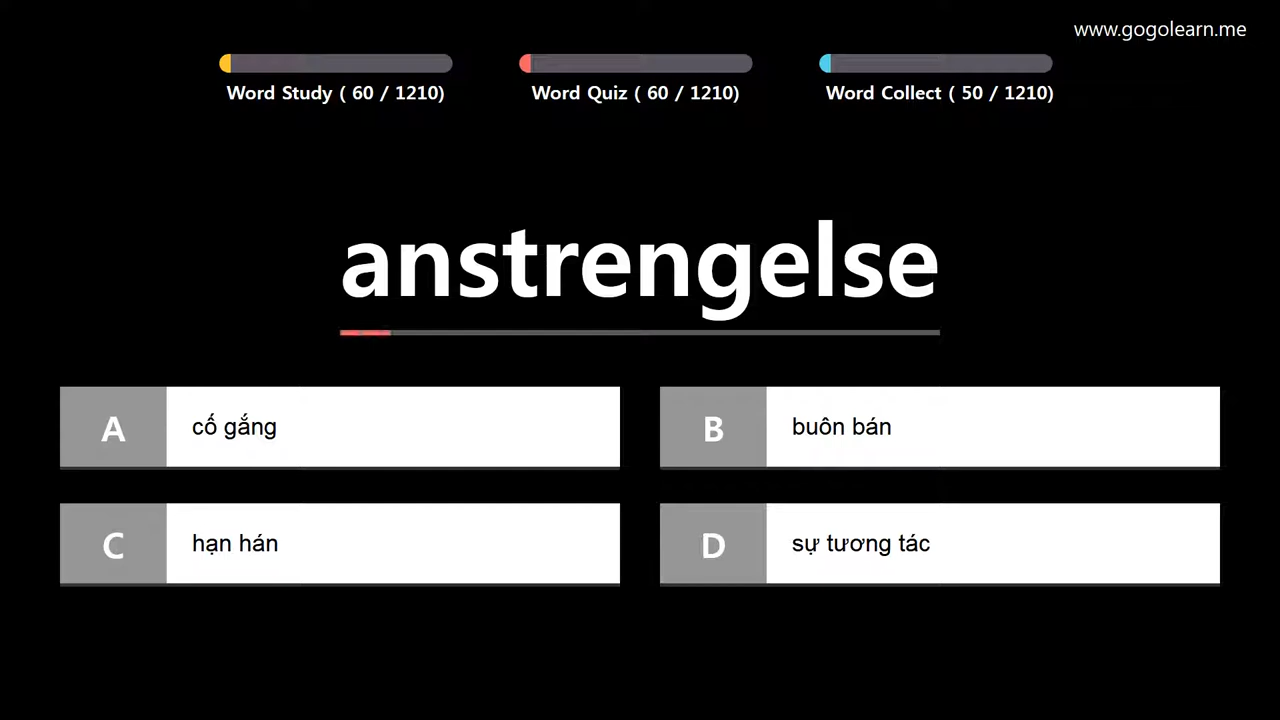 www.gogolearn.me
Word Study ( 60 / 1210)
Word Quiz ( 60 / 1210)
Word Collect ( 50 / 1210)
anstrengelse
A
cố gắng
B
buôn bán
C
hạn hán
D
sự tương tác